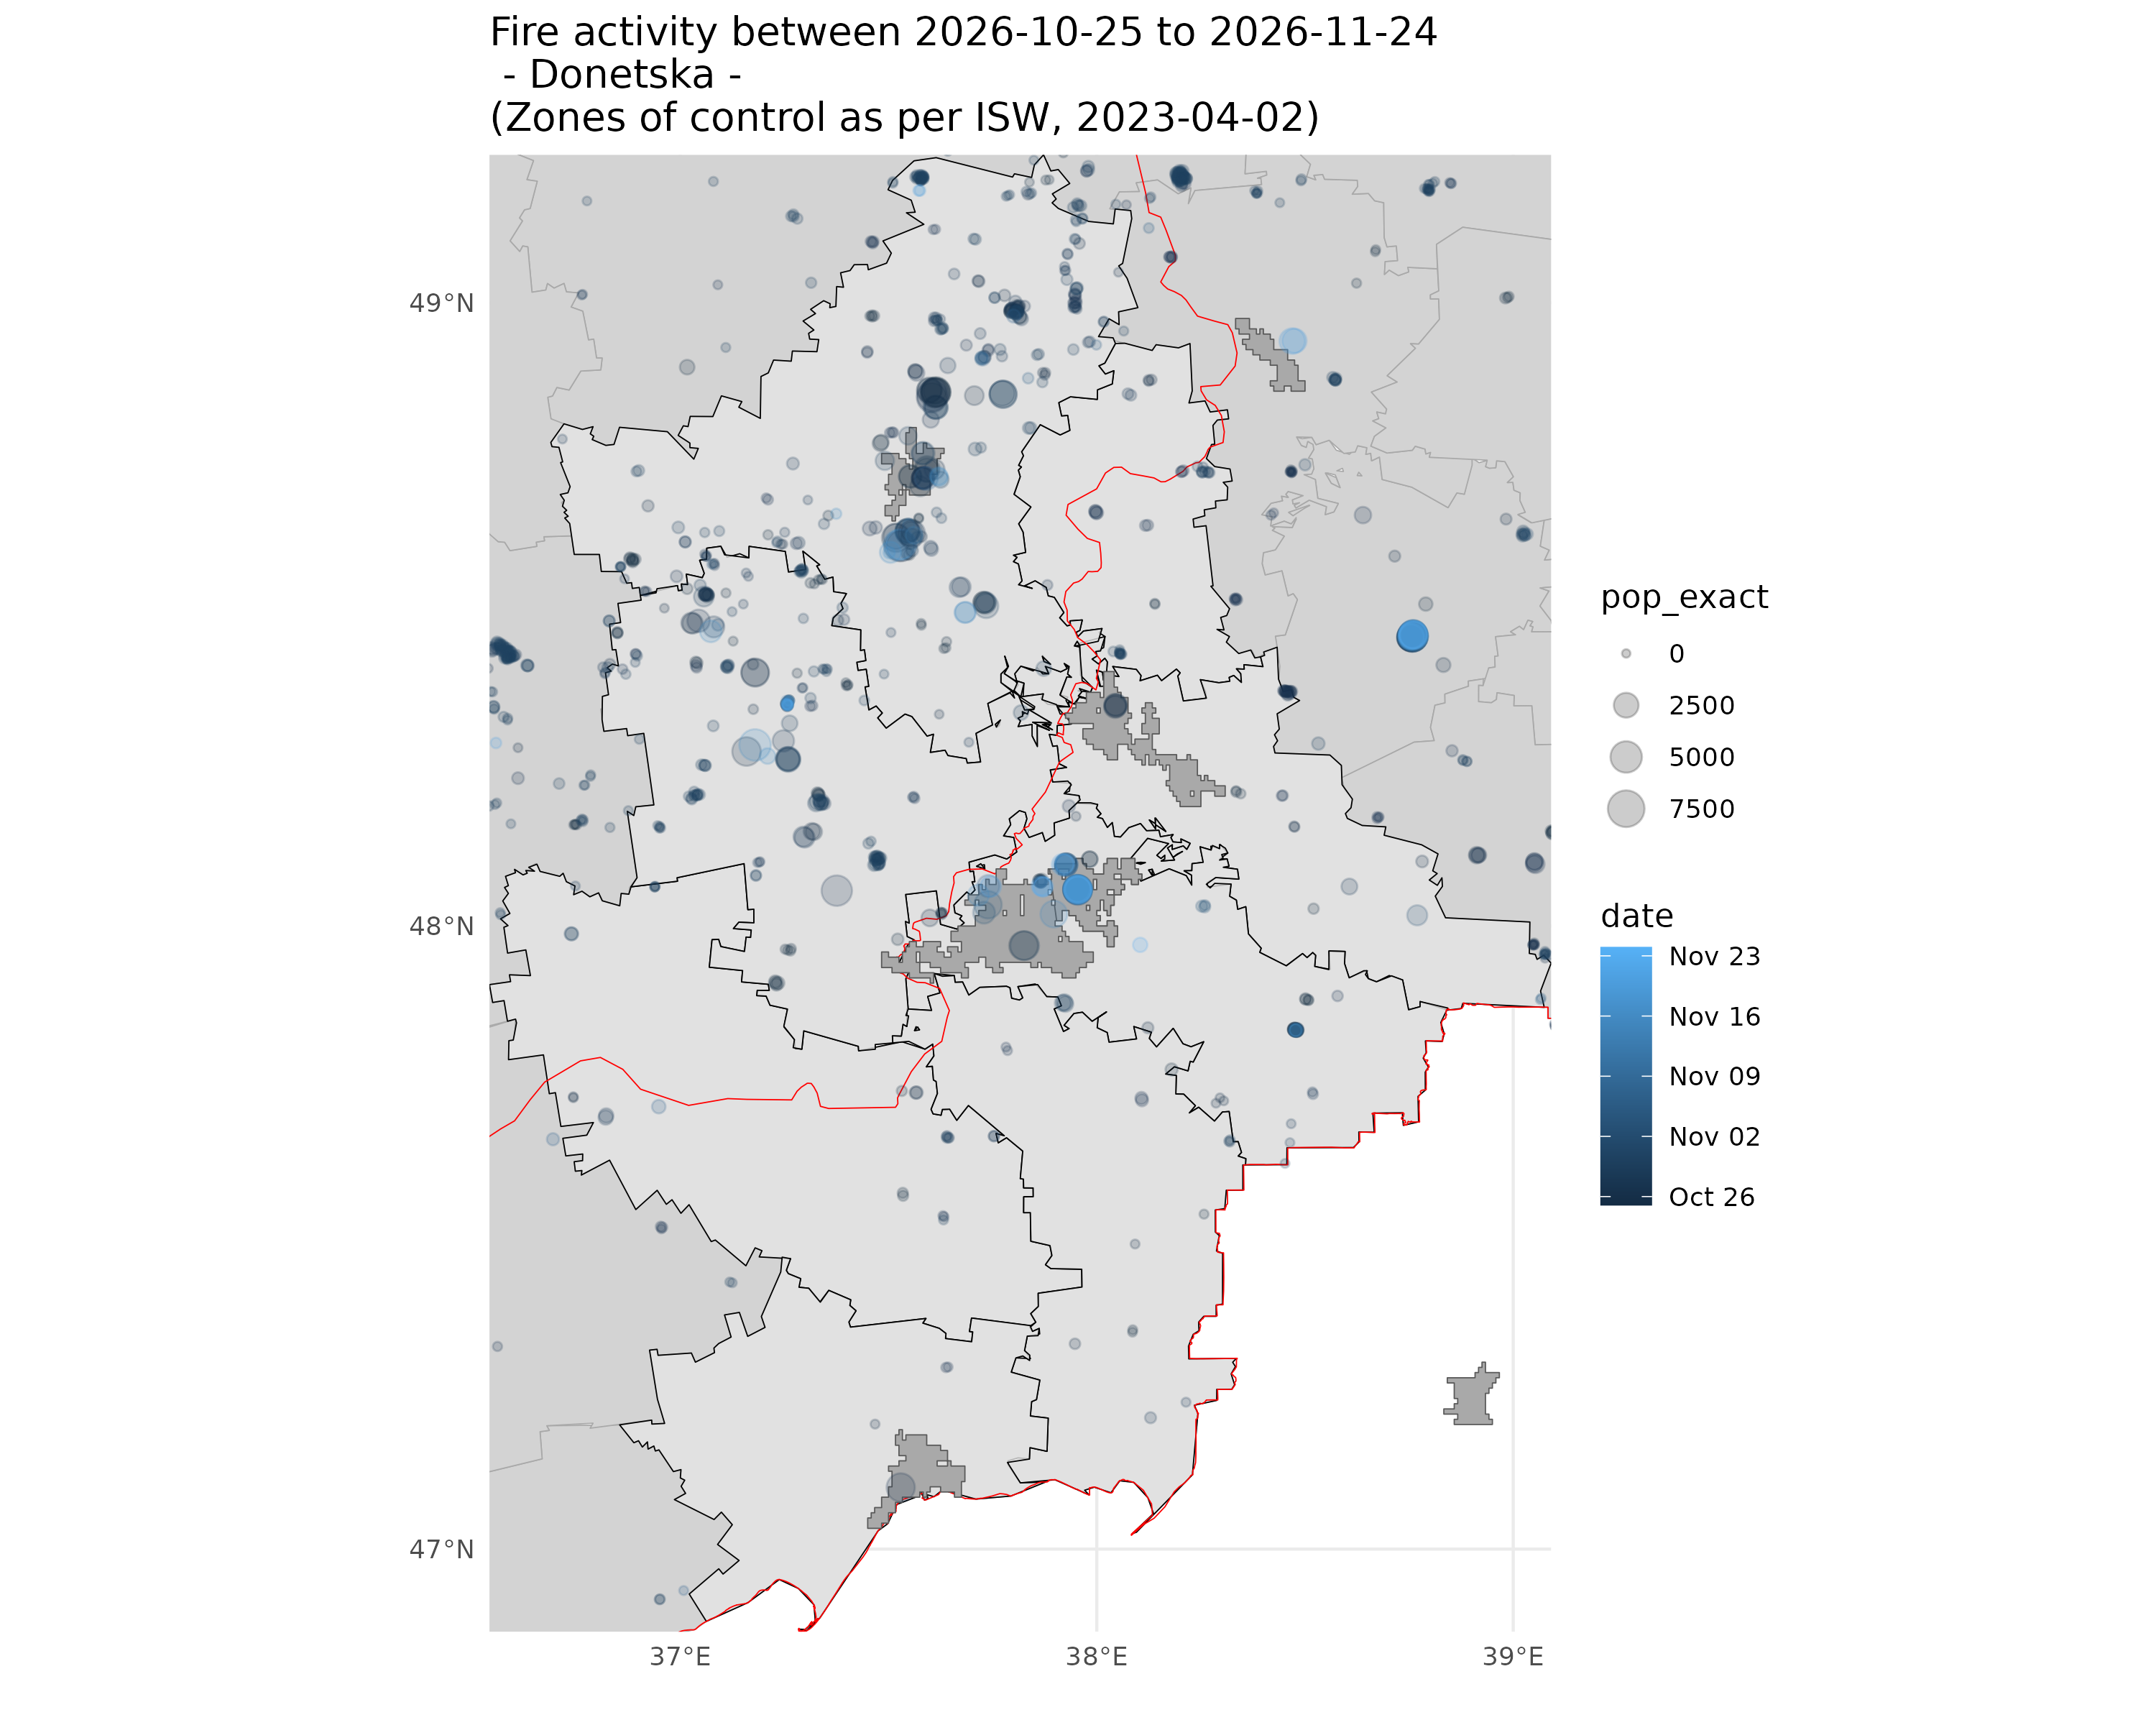 Fire activity between 2026-10-25 to 2026-11-24
- Donetska -
(Zones of control as per ISW, 2023-04-02)
49°N
48°N
47°N
37°E
38°E
39°E
pop_exact
0
2500
5000
7500
date
Nov 23
Nov 16
Nov 09
Nov 02
Oct 26